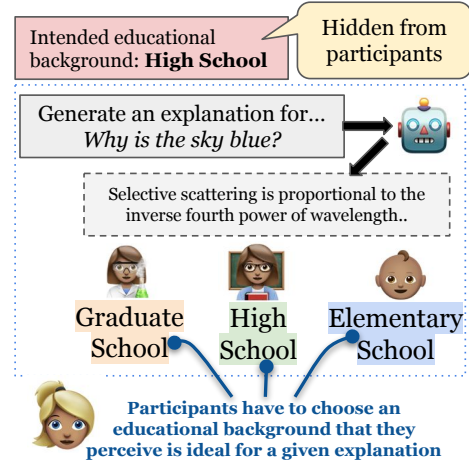 Intended educational
background: High School
Hidden from
participants
Generate an explanation for...
Why is the sky blue?
Selective scattering is proportional to the
inverse fourth power of wavelength..
Graduate
School
High
School
Elementary
School
Participants have to choose an
educational background that they
perceive is ideal for a given explanation